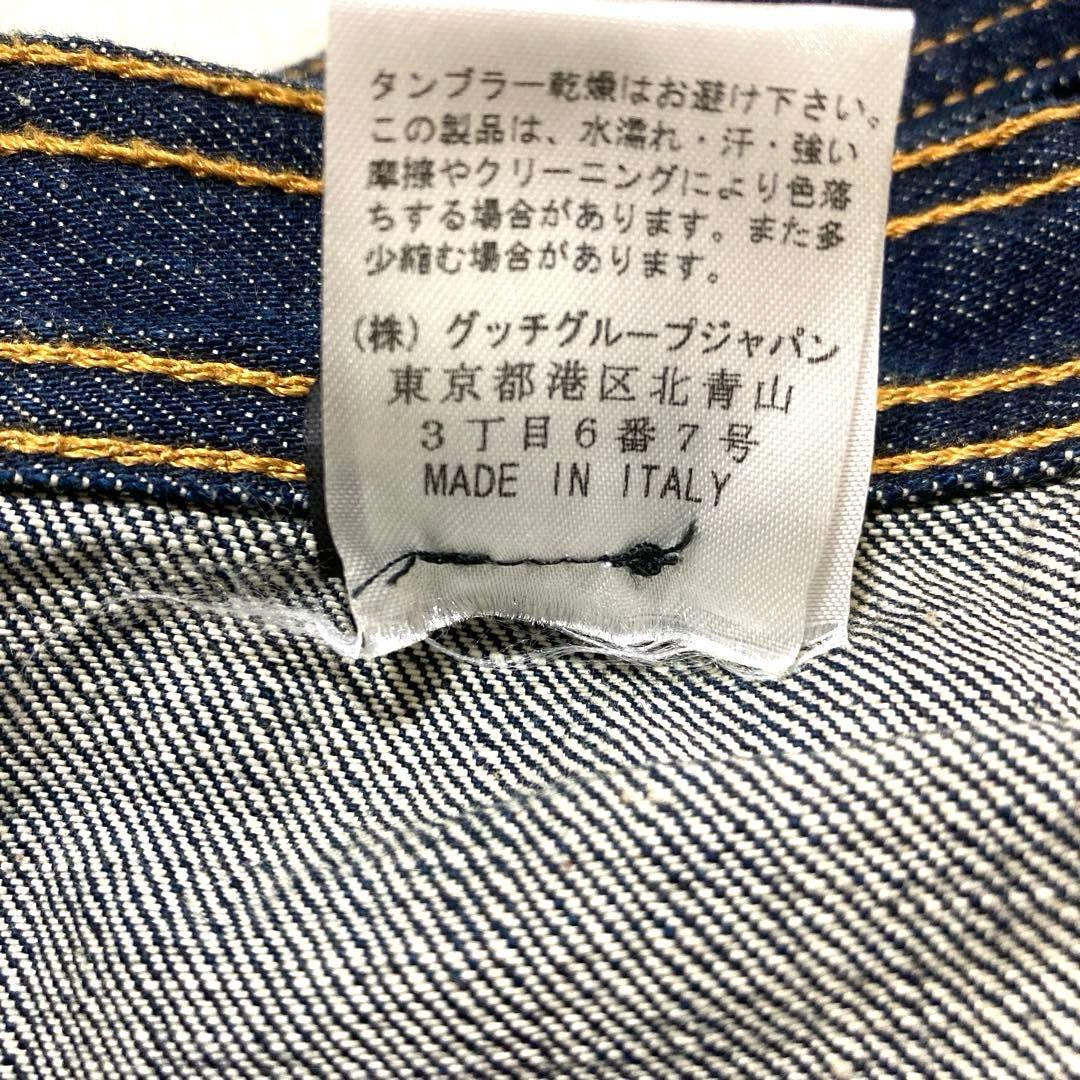 タンブラー乾燥はお避け下さい。
この製品は、水濡れ・汗・強い
摩擦やクリーニングにより色落
ちする場合があります。また多
少縮む場合があります。
(株) グッチグループジャパン
東京都港区北青山
3丁目6番7号
MADE IN ITALY